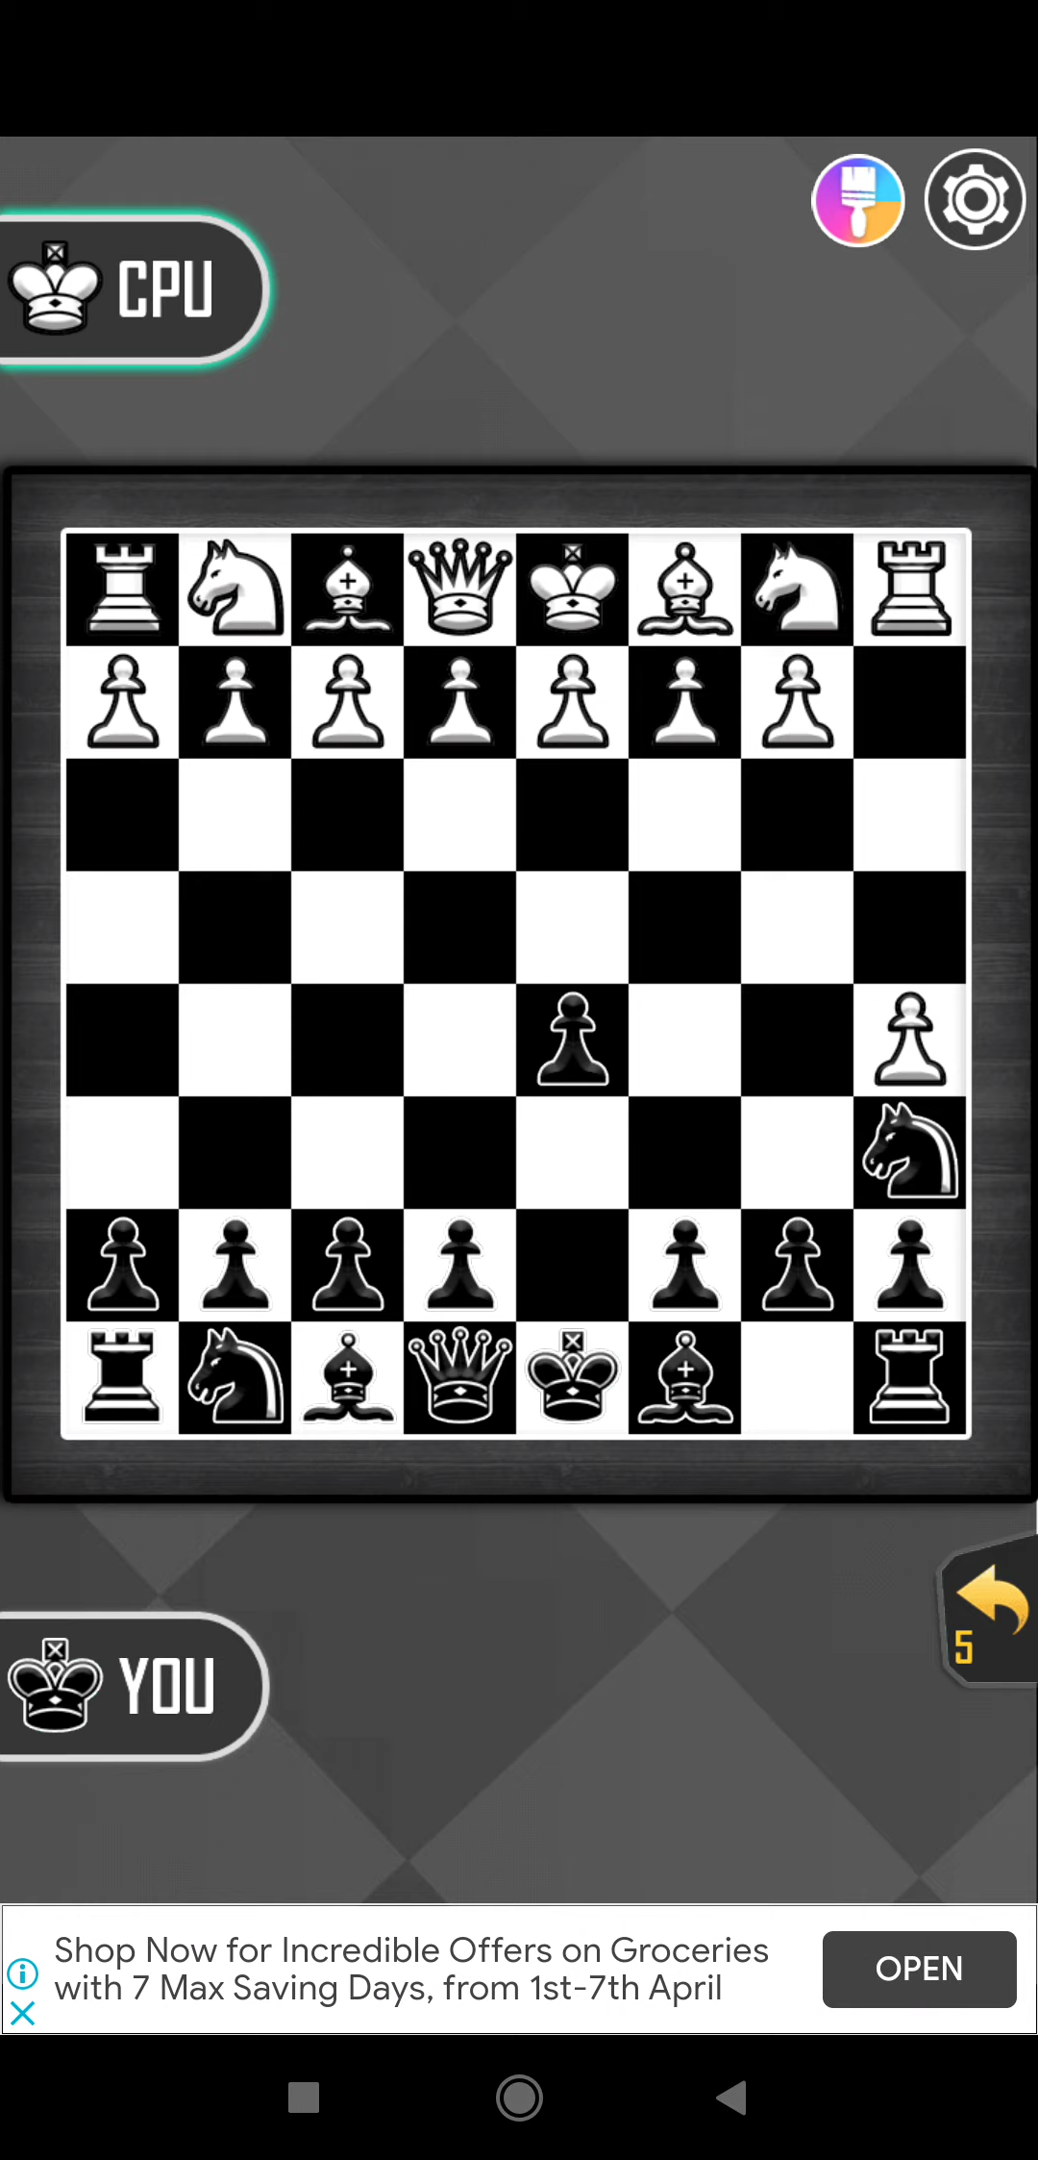 CPU
5
YOU
Shop Now for Incredible Offers on Groceries
with 7 Max Saving Days, from 1st-7th April
OPEN